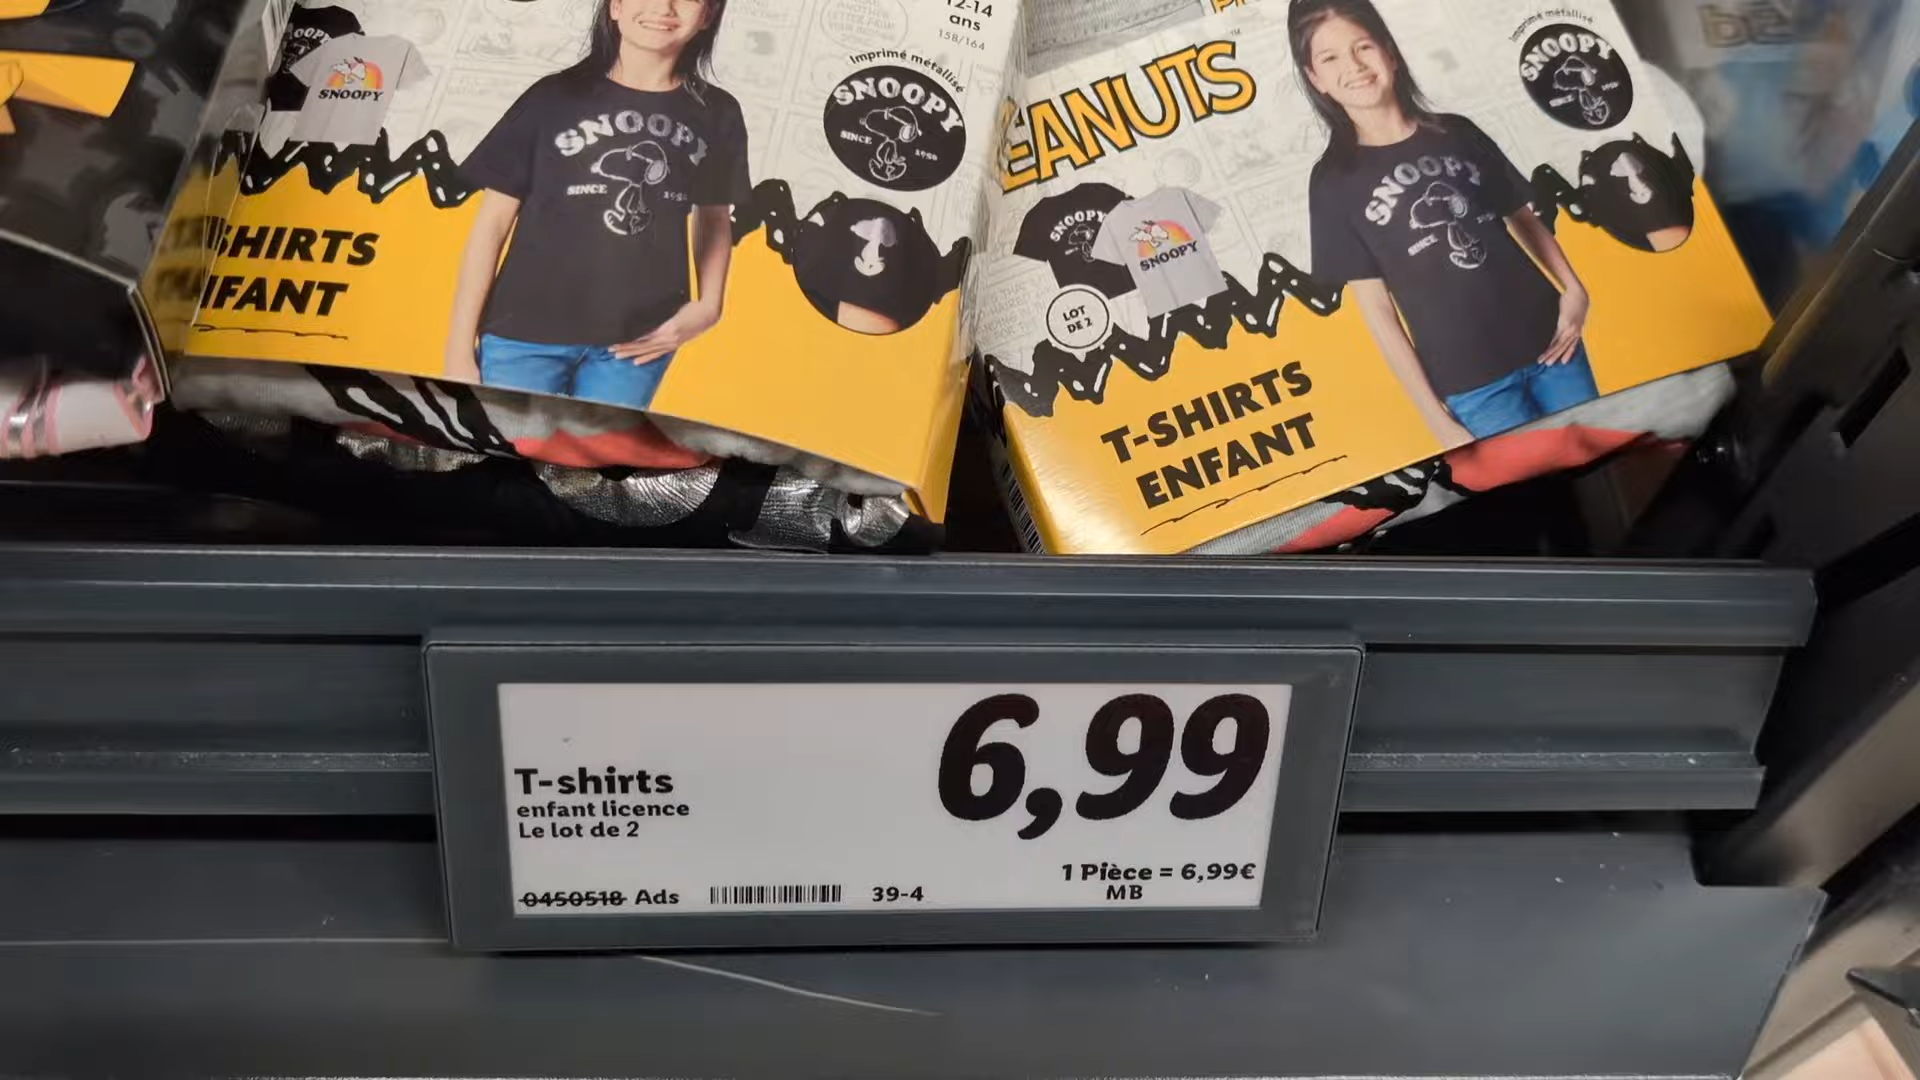 12-14
ans
158/164
Imprimé métallisé
SNOOPY
SINCE
1950
SNOOPY
SNOOPY
SINCE
SHIRTS
PEANUTS™
Imprimé métallisé
SNOOPY
SINCE
SNOOPY
SINCE
SNOOPY
SNOOPY
LOT
DE 2
T-SHIRTS
ENFANT
6,99
T-shirts
enfant licence
Le lot de 2
1 Pièce = 6,99€
0450518 Ads
39-4
MB